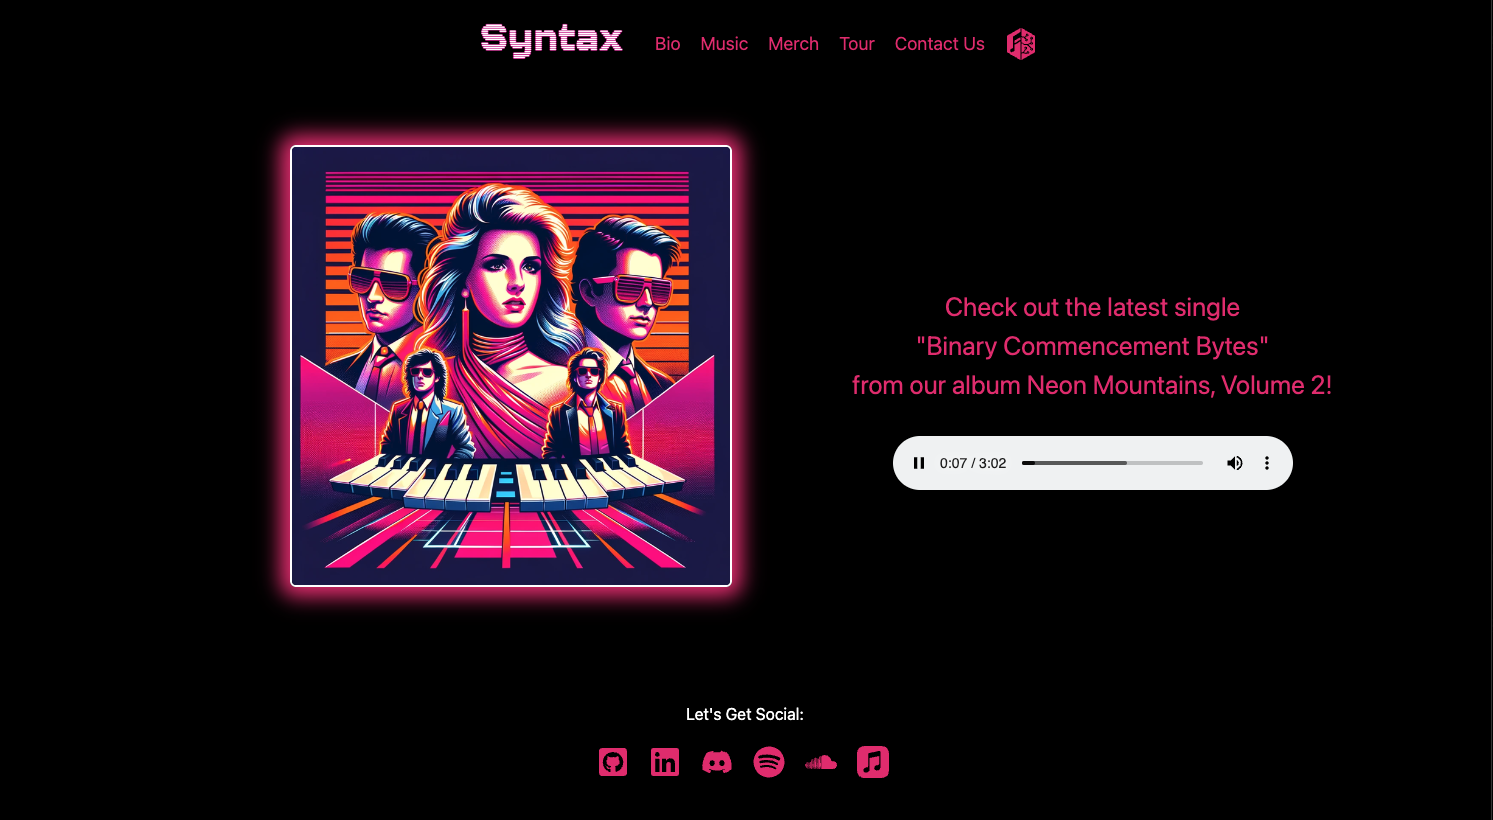 Syntax
Bio Music Merch Tour Contact Us
Check out the latest single
"Binary Commencement Bytes"
from our album Neon Mountains, Volume 2!
0:07 / 3:02
Let's Get Social:
in